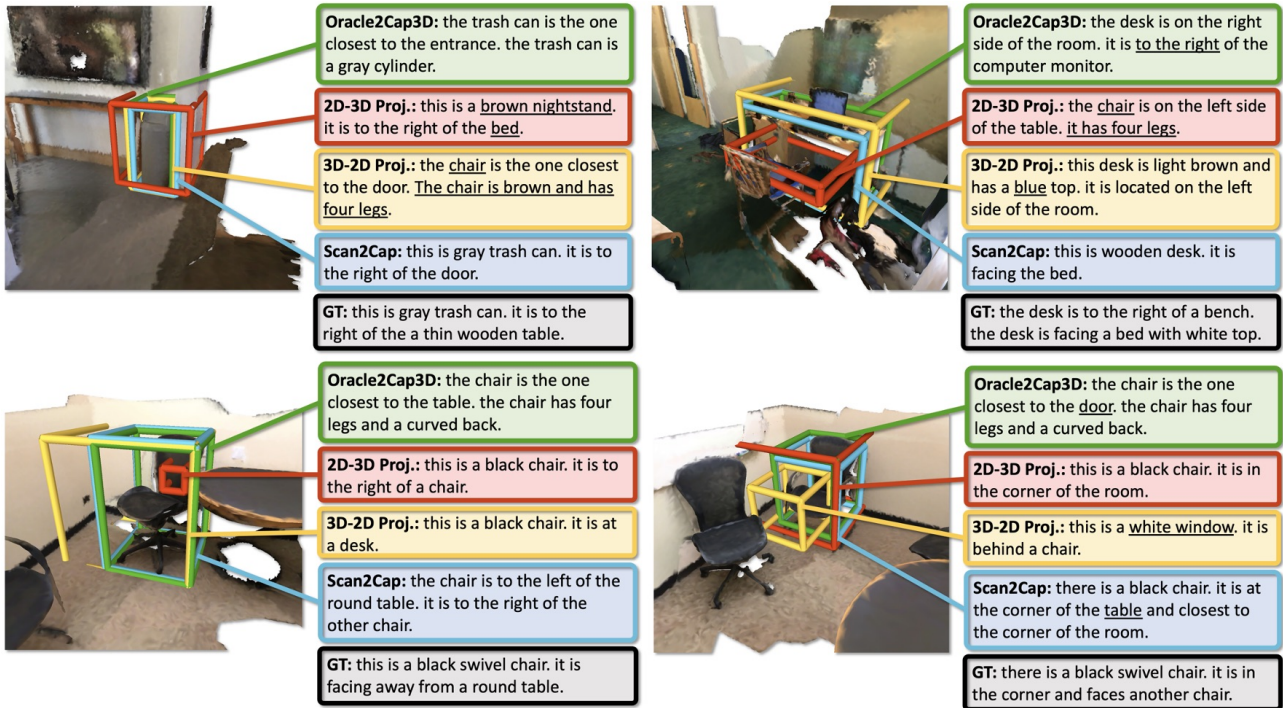 Oracle2Cap3D: the trash can is the one
closest to the entrance. the trash can is
a gray cylinder.
2D-3D Proj.: this is a brown nightstand.
it is to the right of the bed.
3D-2D Proj.: the chair is the one closest
to the door. The chair is brown and has
four legs.
Scan2Cap: this is gray trash can. it is to
the right of the door.
GT: this is gray trash can. it is to the
right of the a thin wooden table.
Oracle2Cap3D: the desk is on the right
side of the room. it is to the right of the
computer monitor.
2D-3D Proj.: the chair is on the left side
of the table. it has four legs.
3D-2D Proj.: this desk is light brown and
has a blue top. it is located on the left
side of the room.
Scan2Cap: this is wooden desk. it is
facing the bed.
GT: the desk is to the right of a bench.
the desk is facing a bed with white top.
Oracle2Cap3D: the chair is the one
closest to the table. the chair has four
legs and a curved back.
2D-3D Proj.: this is a black chair. it is to
the right of a chair.
3D-2D Proj.: this is a black chair. it is at
a desk.
Scan2Cap: the chair is to the left of the
round table. it is to the right of the
other chair.
GT: this is a black swivel chair. it is
facing away from a round table.
Oracle2Cap3D: the chair is the one
closest to the door. the chair has four
legs and a curved back.
2D-3D Proj.: this is a black chair. it is in
the corner of the room.
3D-2D Proj.: this is a white window. it is
behind a chair.
Scan2Cap: there is a black chair. it is at
the corner of the table and closest to
the corner of the room.
GT: there is a black swivel chair. it is in
the corner and faces another chair.